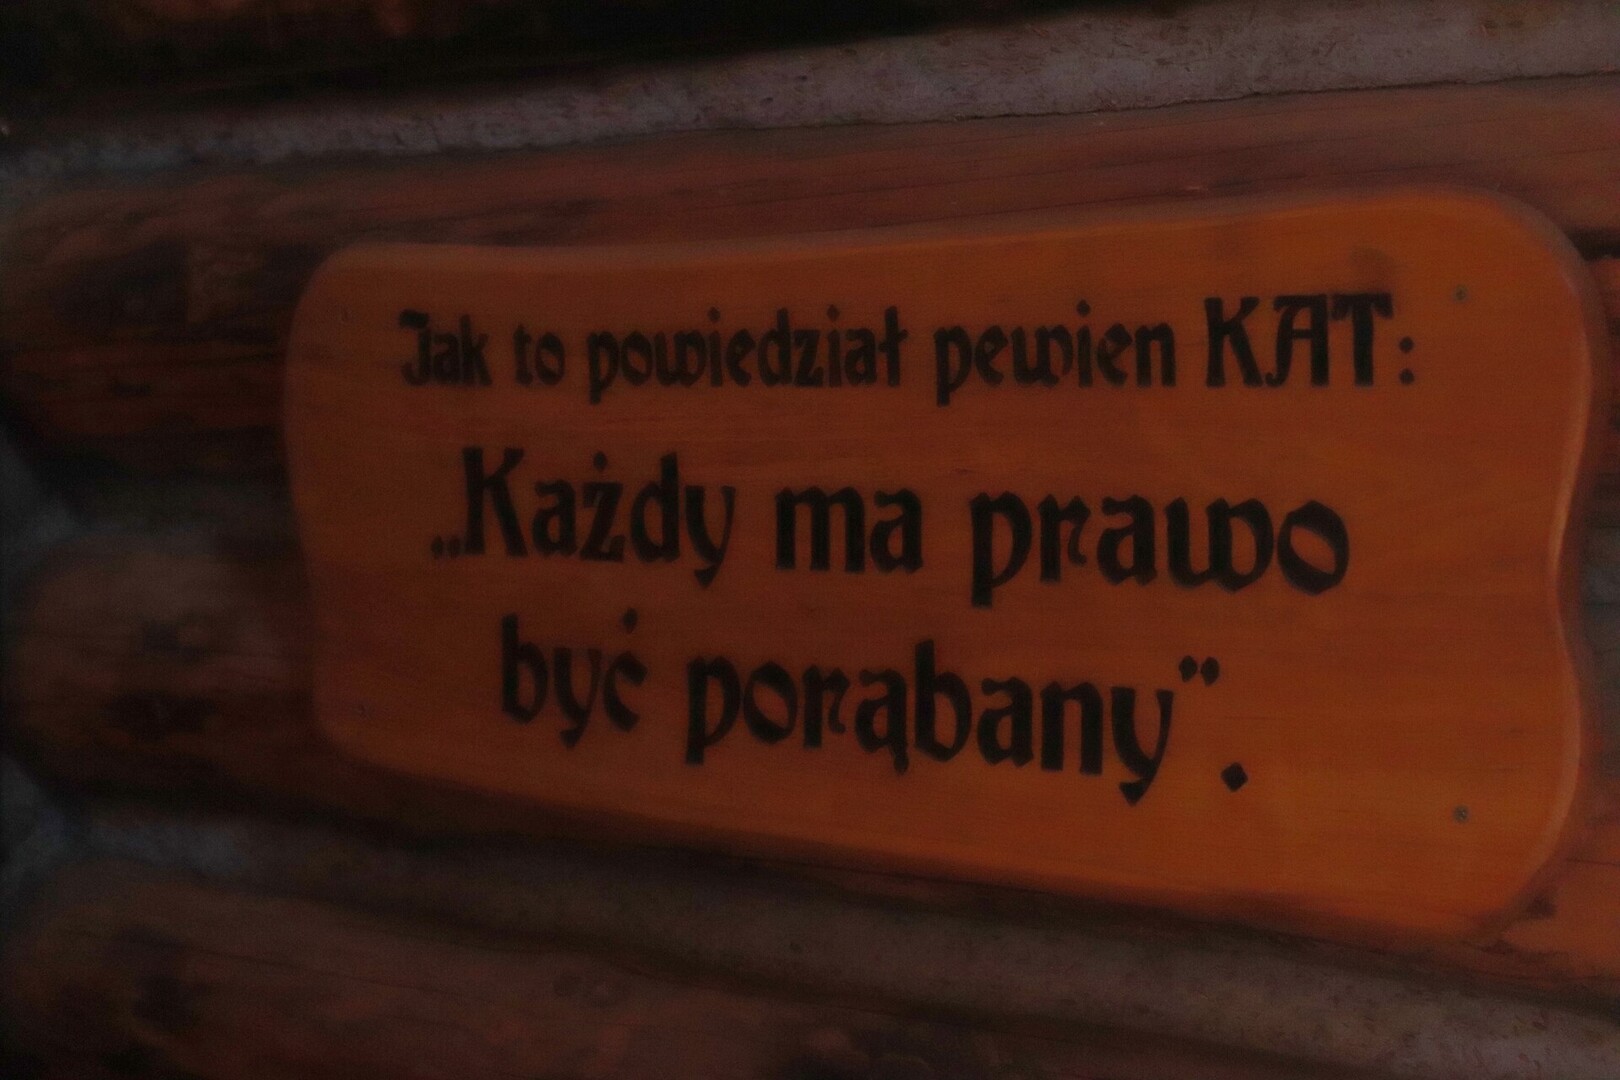 Jak to powiedział pewien KAT:
„Każdy ma prawo
być porąbany”.